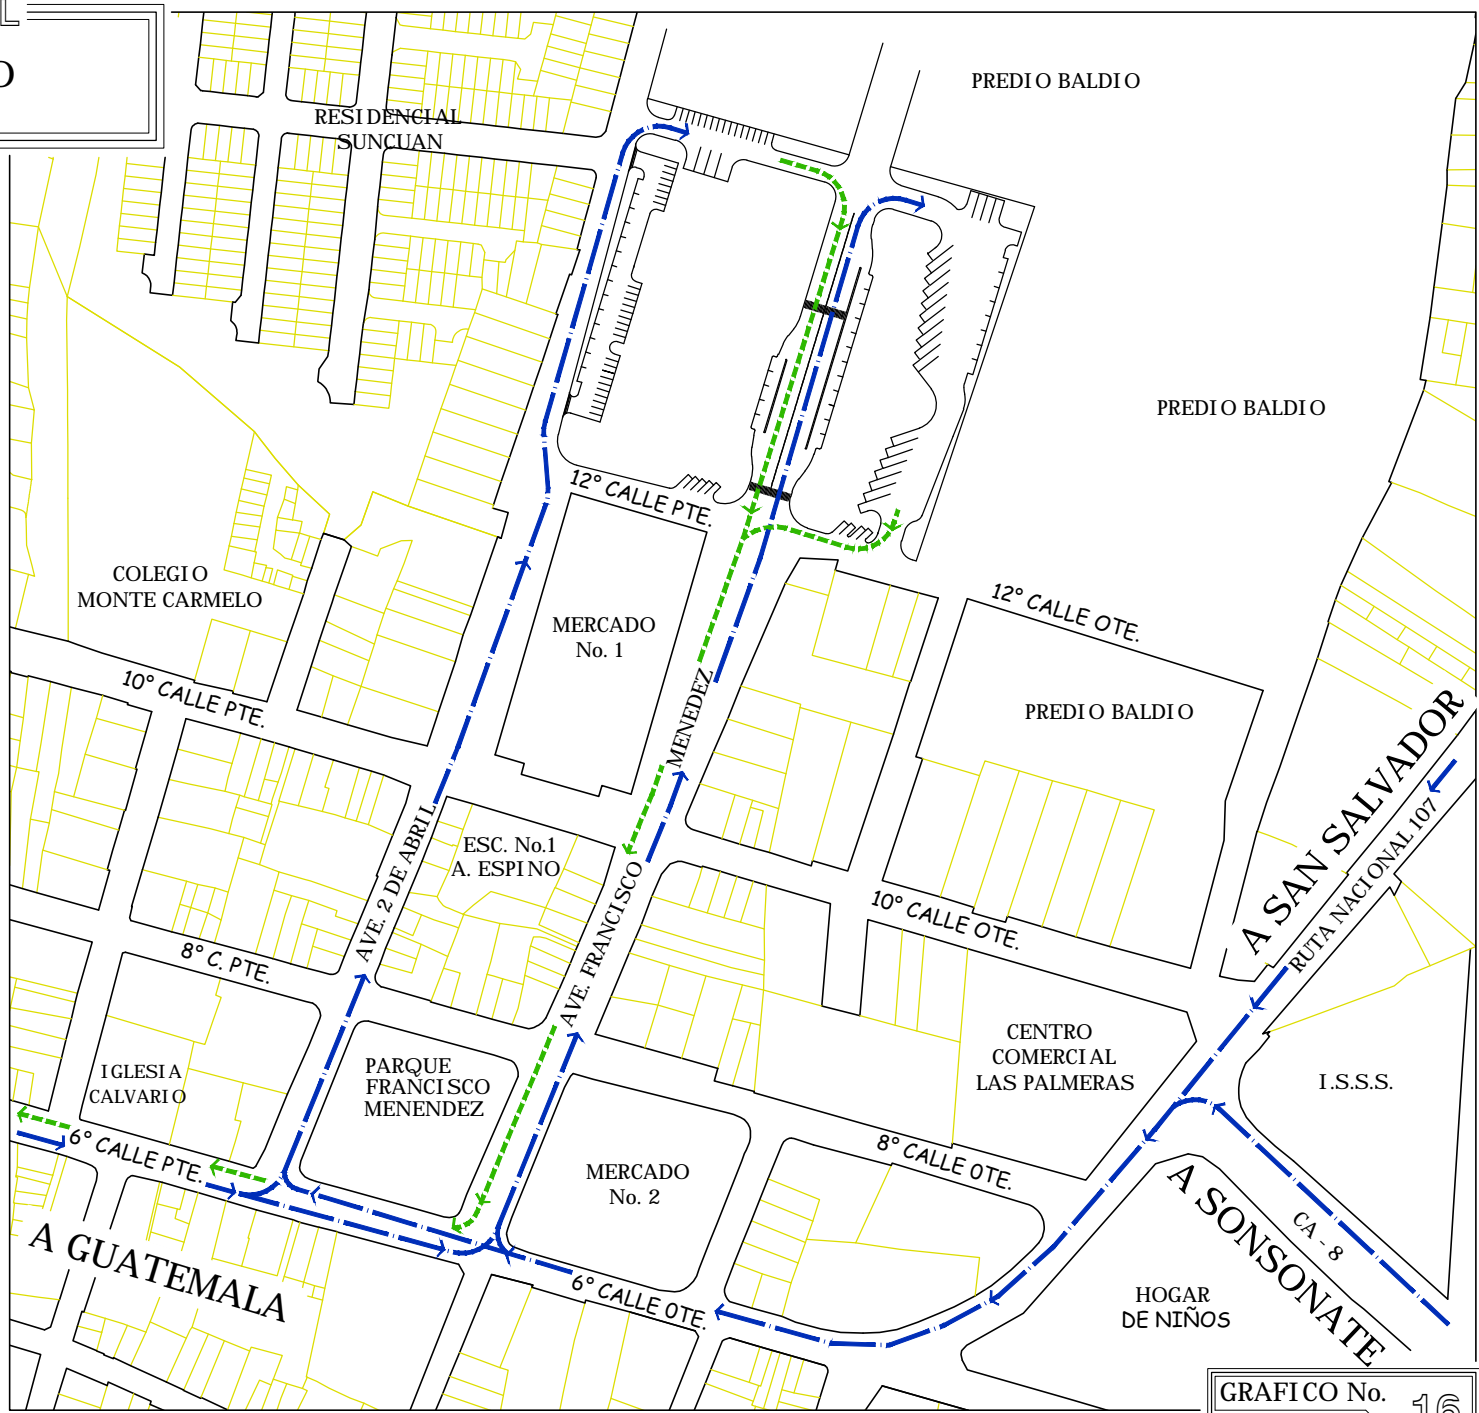 O
PREDIO BALDIO
RESIDENCIAL
SUNCUAN
PREDIO BALDIO
12° CALLE PTE.
COLEGIO
MONTE CARMELO
MERCADO
No. 1
12° CALLE OTE.
10° CALLE PTE.
MENEDEZ
PREDIO BALDIO
A SAN SALVADOR
RUTA NACIONAL 107
AVE. 2 DE ABRIL
ESC. No.1
A. ESPINO
AVE. FRANCISCO
10° CALLE OTE.
8° C. PTE.
CENTRO
COMERCIAL
LAS PALMERAS
I.S.S.S.
IGLESIA
CALVARIO
PARQUE
FRANCISCO
MENENDEZ
6° CALLE PTE.
MERCADO
No. 2
8° CALLE OTE.
A SONSONATE
CA - 8
A GUATEMALA
6° CALLE OTE.
HOGAR
DE NIÑOS
GRAFICO No. 16